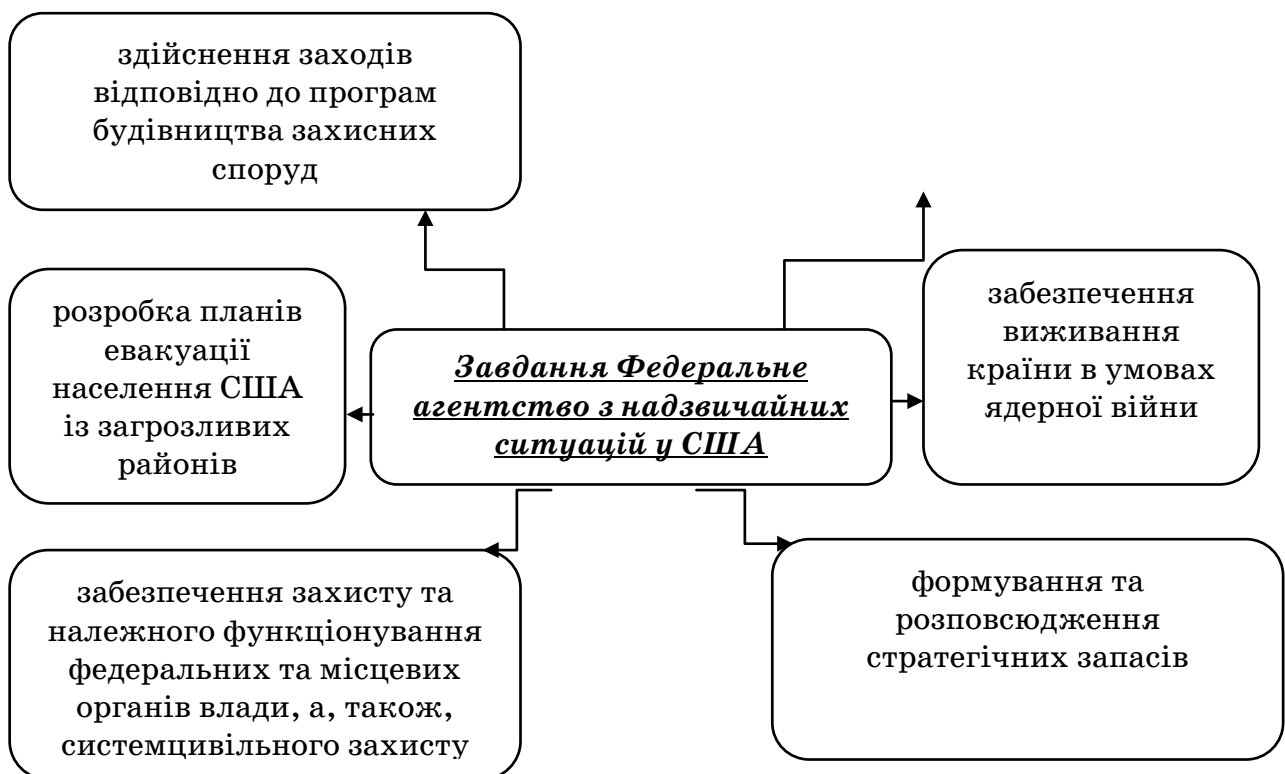 здійснення заходів
відповідно до програм
будівництва захисних
споруд
розробка планів
евакуації
населення США
із загрозливих
районів
Завдання Федеральне
агентство з надзвичайних
ситуацій у США
забезпечення
виживання
країни в умовах
ядерної війни
забезпечення захисту та
належного функціонування
федеральних та місцевих
органів влади, а, також,
системцивільного захисту
формування та
розповсюдження
стратегічних запасів